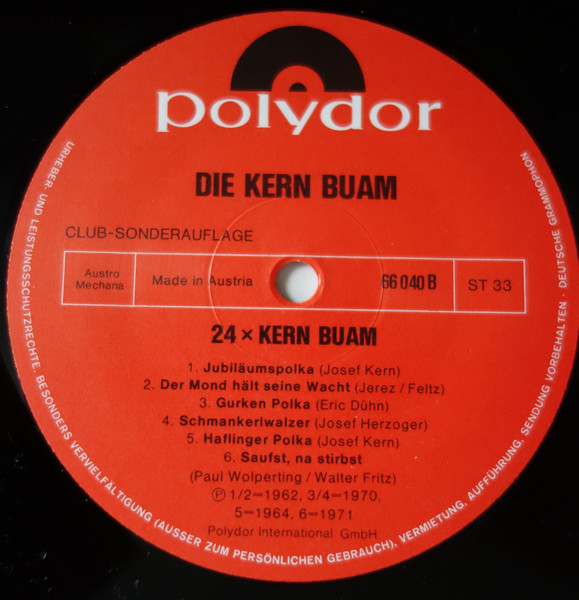 polydor
DIE KERN BUAM
CLUB-SONDERAUFLAGE
Austro
Mechana
Made in Austria
66 040 B
ST 33
24 × KERN BUAM
1. Jubiläumspolka (Josef Kern)
2. Der Mond hält seine Wacht (Jerez / Feltz)
3. Gurken Polka (Eric Dühn)
4. Schmankerlwalzer (Josef Herzoger)
5. Haflinger Polka (Josef Kern)
6. Saufst, na stirbst
(Paul Wolperting / Walter Fritz)
Ⓟ 1/2=1962, 3/4=1970,
5=1964, 6=1971
Polydor International GmbH
URHEBER- UND LEISTUNGSSCHUTZRECHTE, BESONDERS VERVIELFÄLTIGUNG (AUSSER ZUM PERSÖNLICHEN GEBRAUCH), VERMIETUNG, AUFFÜHRUNG, SENDUNG VORBEHALTEN · DEUTSCHE GRAMMOPHON